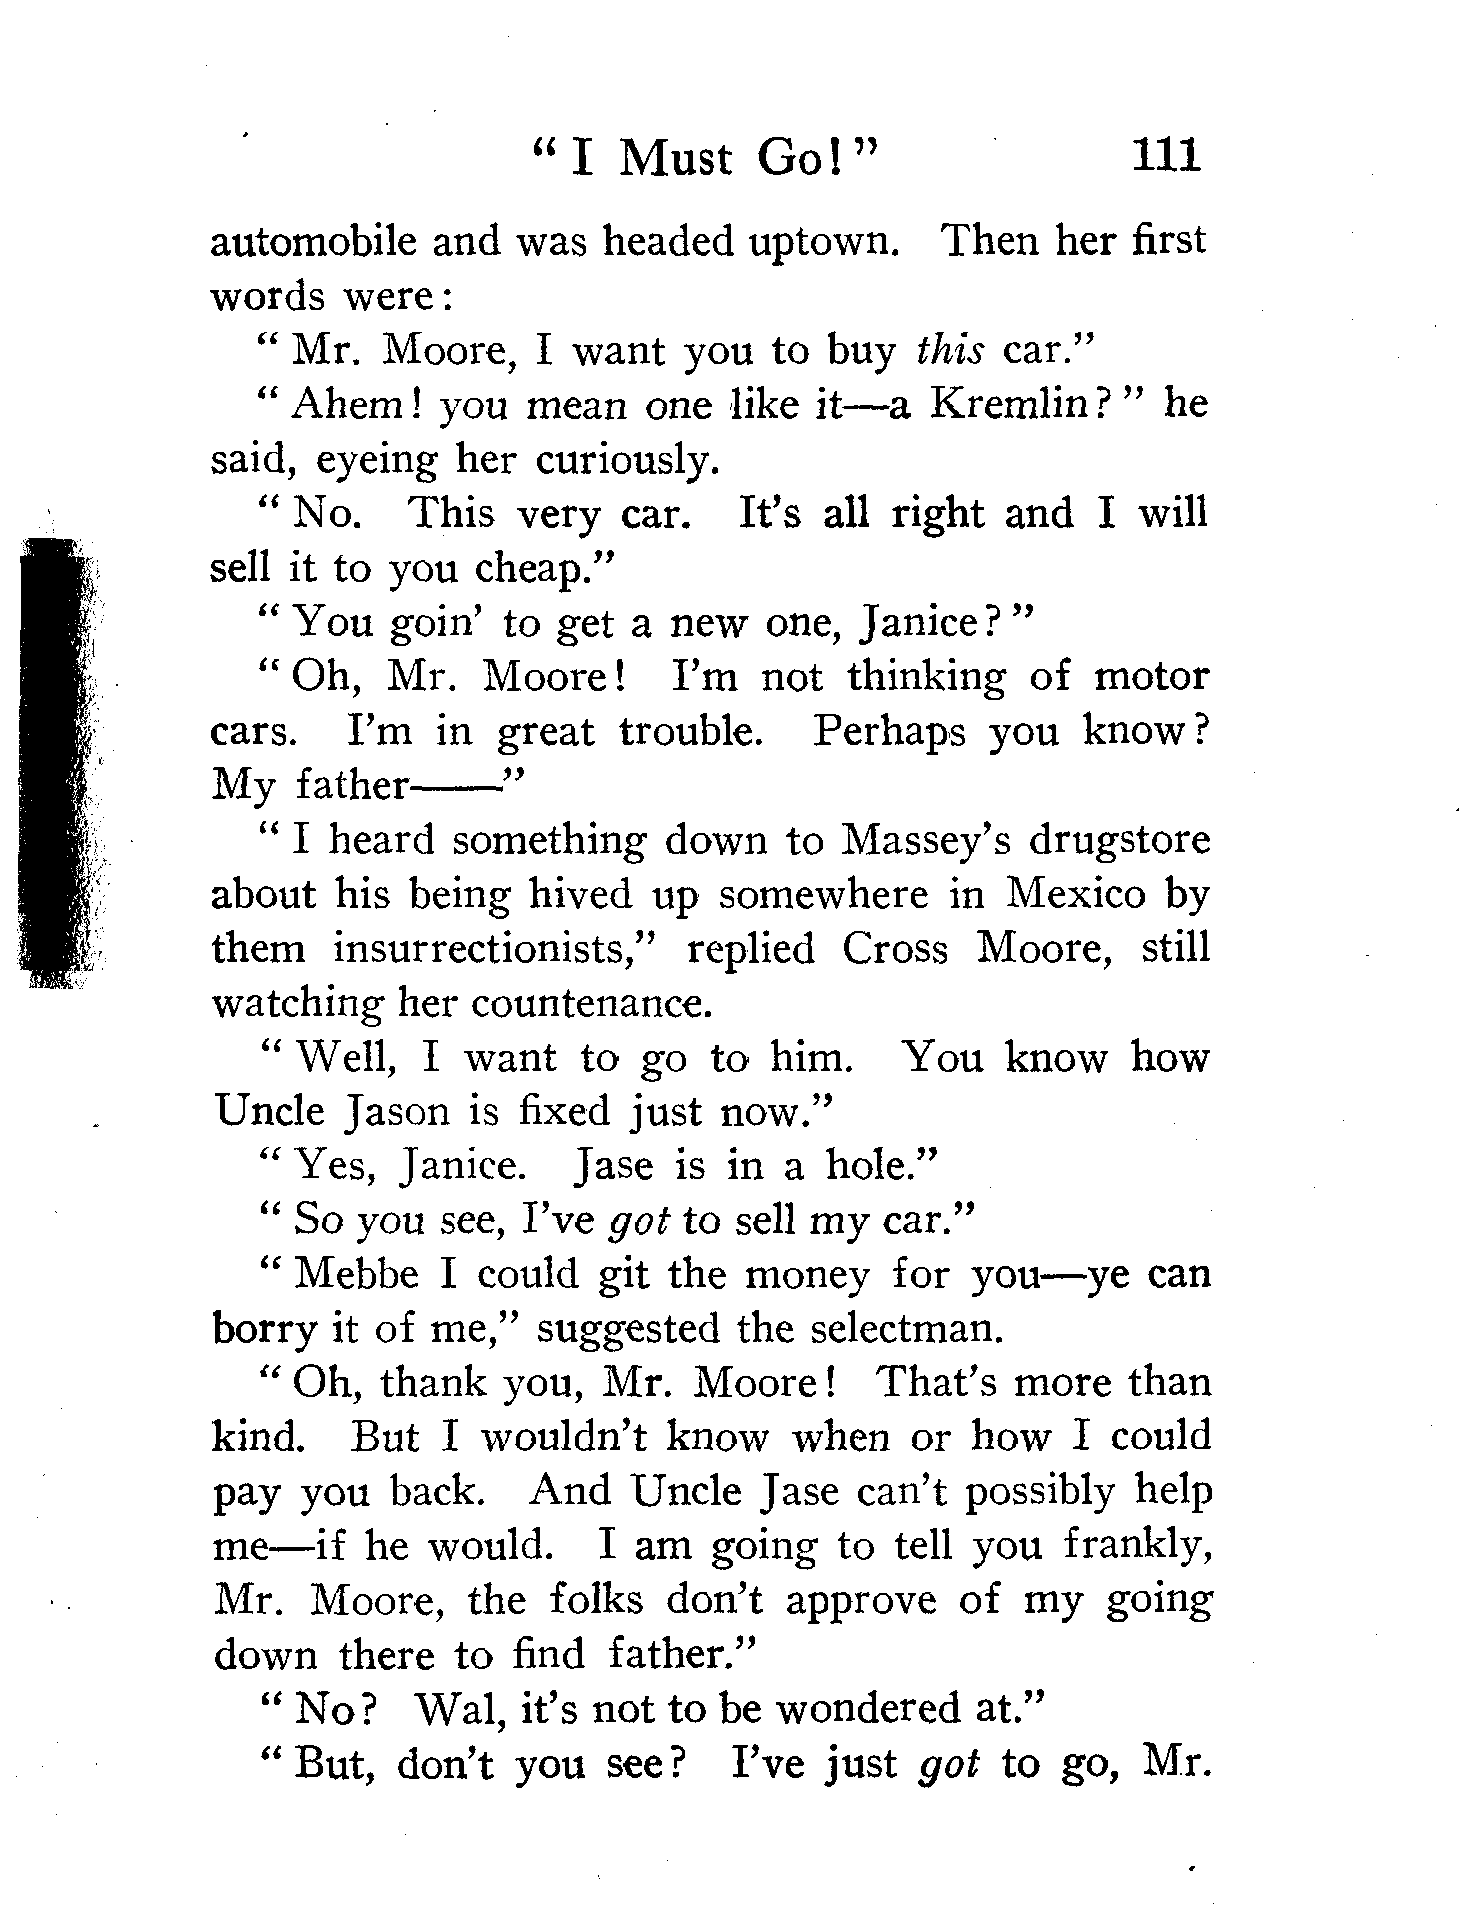 “ I Must Go! ” 111
automobile and was headed uptown. Then her first
words were:
“ Mr. Moore, I want you to buy this car.”
“ Ahem! you mean one like it—a Kremlin? ” he
said, eyeing her curiously.
“ No. This very car. It’s all right and I will
sell it to you cheap.”
“ You goin’ to get a new one, Janice? ”
“ Oh, Mr. Moore! I’m not thinking of motor
cars. I’m in great trouble. Perhaps you know?
My father——”
“ I heard something down to Massey’s drugstore
about his being hived up somewhere in Mexico by
them insurrectionists,” replied Cross Moore, still
watching her countenance.
“ Well, I want to go to him. You know how
Uncle Jason is fixed just now.”
“ Yes, Janice. Jase is in a hole.”
“ So you see, I’ve got to sell my car.”
“ Mebbe I could git the money for you—ye can
borry it of me,” suggested the selectman.
“ Oh, thank you, Mr. Moore! That’s more than
kind. But I wouldn’t know when or how I could
pay you back. And Uncle Jase can’t possibly help
me—if he would. I am going to tell you frankly,
Mr. Moore, the folks don’t approve of my going
down there to find father.”
“ No? Wal, it’s not to be wondered at.”
“ But, don’t you see? I’ve just got to go, Mr.